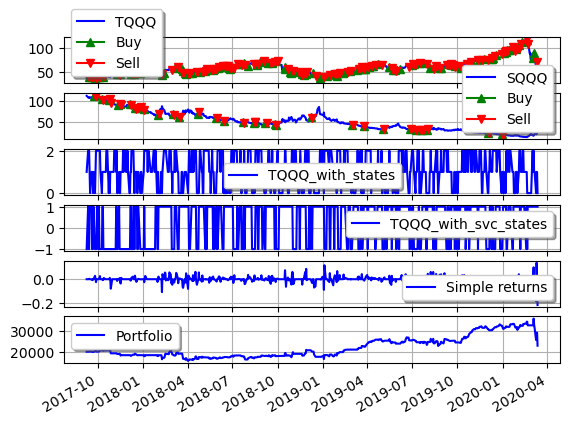 TQQQ
Buy
Sell
100
50
SQQQ
Buy
Sell
100
50
2
0
TQQQ_with_states
1
0
−1
TQQQ_with_svc_states
0.0
−0.2
Simple returns
30000
20000
Portfolio
2017-10
2018-01
2018-04
2018-07
2018-10
2019-01
2019-04
2019-07
2019-10
2020-01
2020-04